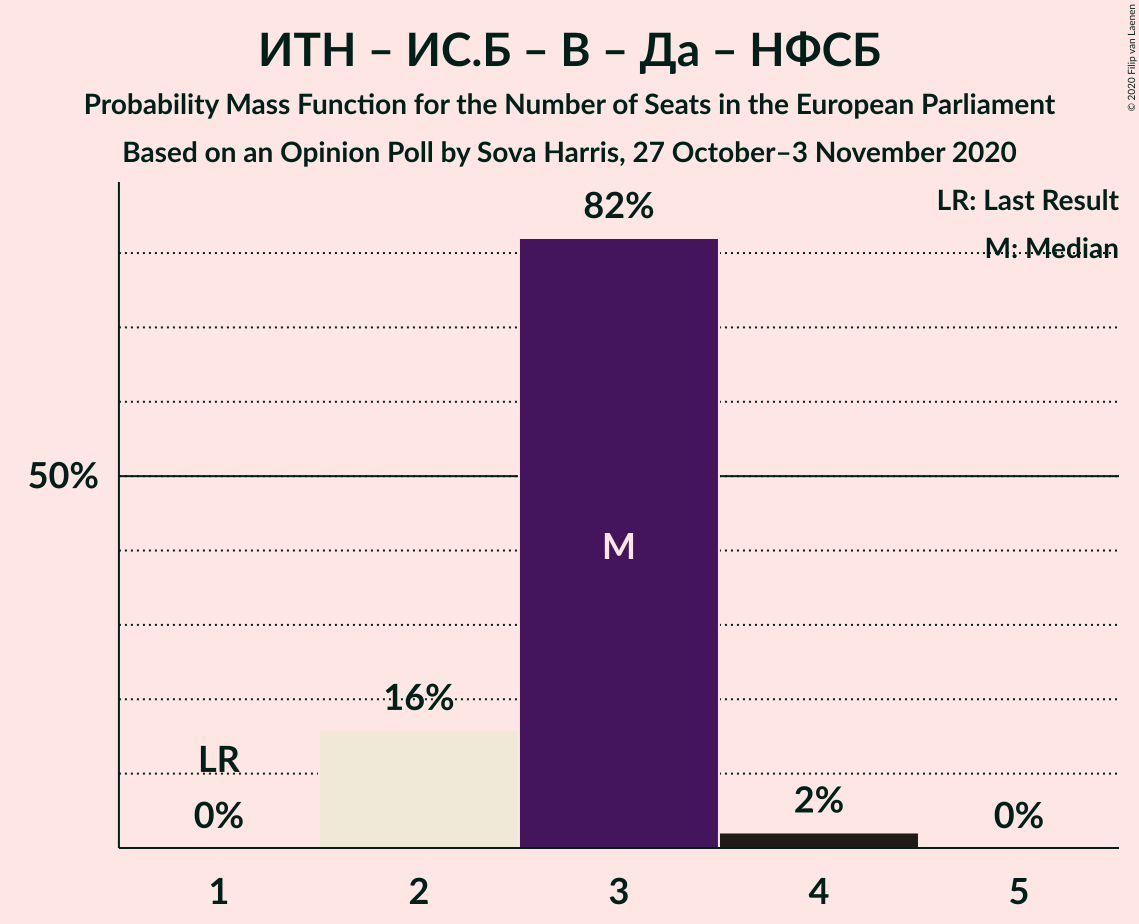 ИТН – ИС.Б – В – Да – НФСБ
Probability Mass Function for the Number of Seats in the European Parliament
Based on an Opinion Poll by Sova Harris, 27 October–3 November 2020
© 2020 Filip van Laenen
LR: Last Result
M: Median
82%
50%
M
16%
LR
0%
2%
0%
1 2 3 4 5